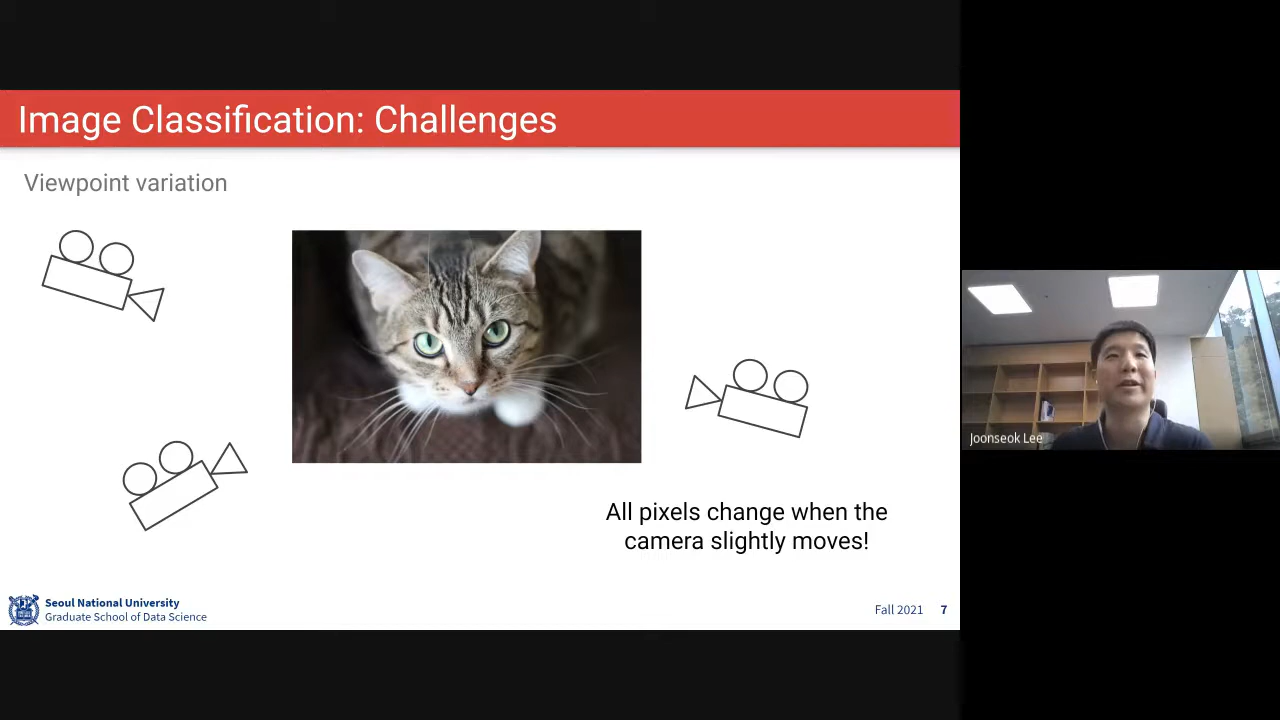 Image Classification: Challenges
Viewpoint variation
All pixels change when the
camera slightly moves!
Seoul National University
Graduate School of Data Science
Fall 2021 7
Joonseok Lee